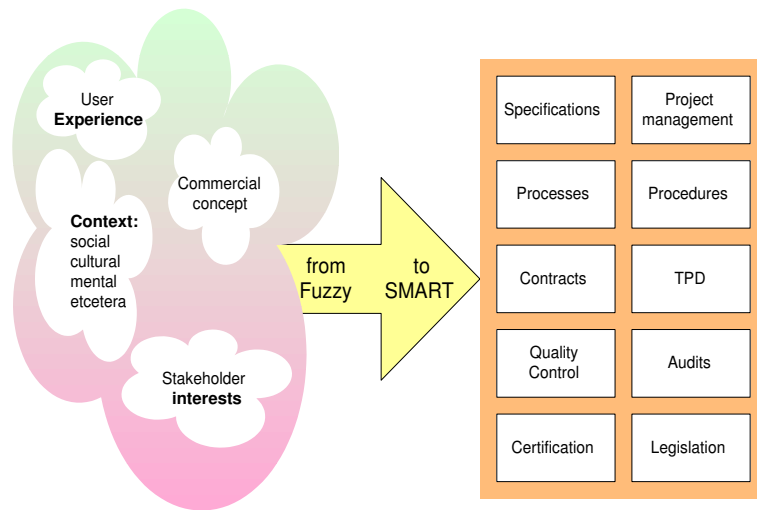 User
Experience
Commercial
concept
Context:
social
cultural
mental
etcetera
Stakeholder
interests
from
Fuzzy
to
SMART
Specifications
Project
management
Processes
Procedures
Contracts
TPD
Quality
Control
Audits
Certification
Legislation